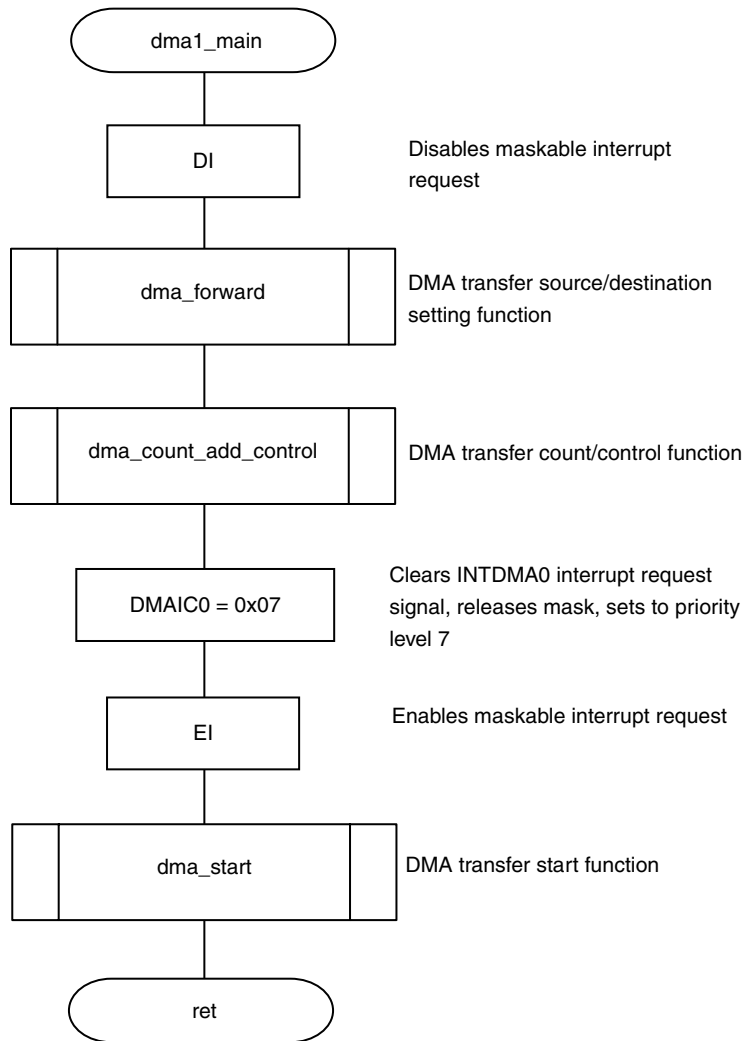 dma1_main
DI
Disables maskable interrupt
request
dma_forward
DMA transfer source/destination
setting function
dma_count_add_control
DMA transfer count/control function
DMAIC0 = 0x07
Clears INTDMA0 interrupt request
signal, releases mask, sets to priority
level 7
EI
Enables maskable interrupt request
dma_start
DMA transfer start function
ret